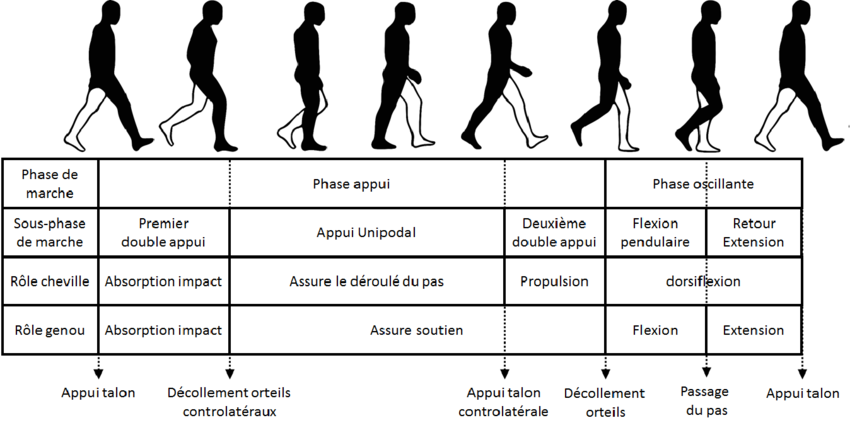 Phase de
marche
Phase appui
Phase oscillante
Sous-phase
de marche
Premier
double appui
Appui Unipodal
Deuxième
double appui
Flexion
pendulaire
Retour
Extension
Rôle cheville
Absorption impact
Assure le déroulé du pas
Propulsion
dorsiflexion
Rôle genou
Absorption impact
Assure soutien
Flexion
Extension
Appui talon
Décollement orteils
controlatéraux
Appui talon
controlatérale
Décollement
orteils
Passage
du pas
Appui talon